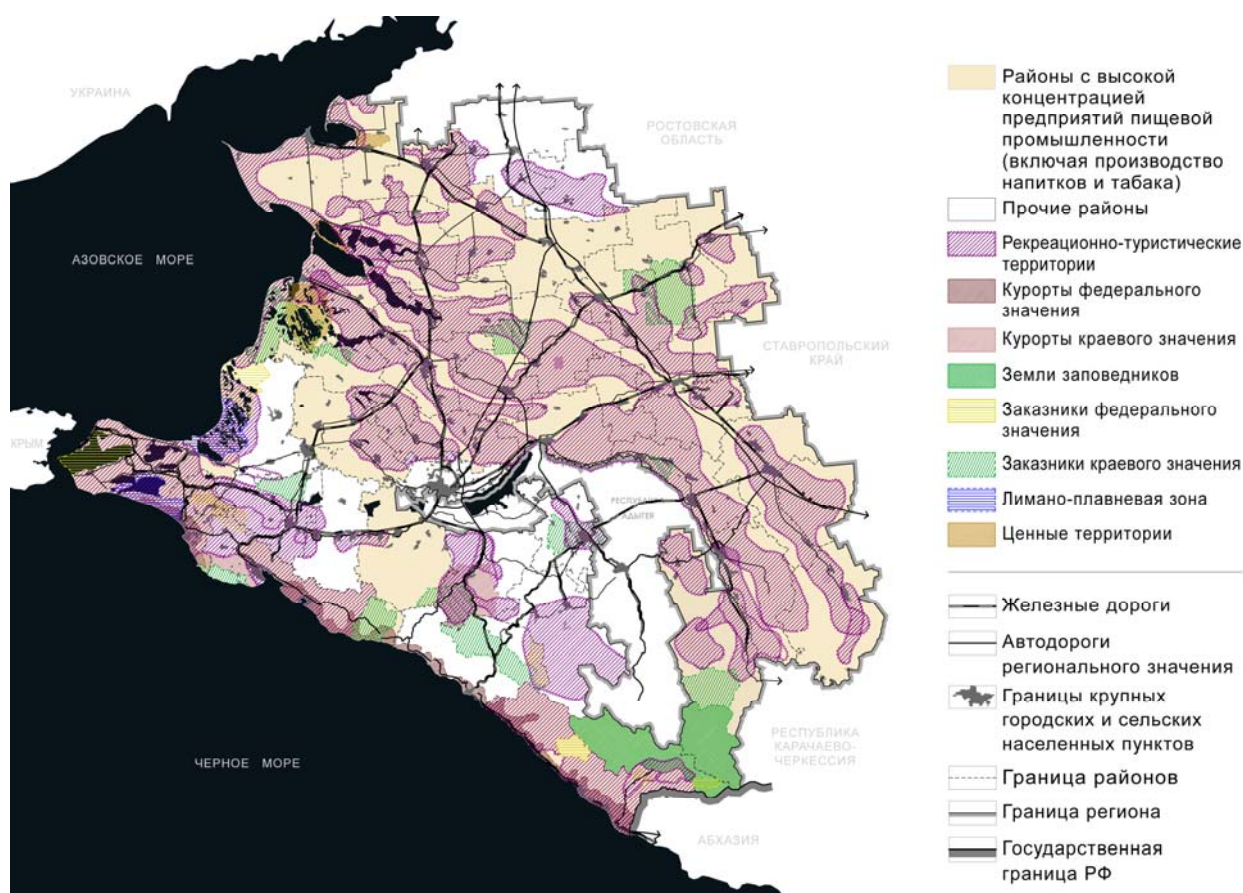 УКРАИНА
РОСТОВСКАЯ
ОБЛАСТЬ
АЗОВСКОЕ МОРЕ
СТАВРОПОЛЬСКИЙ
КРАЙ
КРЫМ
РЕСПУБЛИКА
АДЫГЕЯ
РЕСПУБЛИКА
КАРАЧАЕВО-
ЧЕРКЕССИЯ
ЧЕРНОЕ МОРЕ
АБХАЗИЯ
Районы с высокой
концентрацией
предприятий пищевой
промышленности
(включая производство
напитков и табака)
Прочие районы
Рекреационно-туристические
территории
Курорты федерального
значения
Курорты краевого значения
Земли заповедников
Заказники федерального
значения
Заказники краевого значения
Лимано-плавневая зона
Ценные территории
Железные дороги
Автодороги
регионального значения
Границы крупных
городских и сельских
населенных пунктов
Граница районов
Граница региона
Государственная
граница РФ